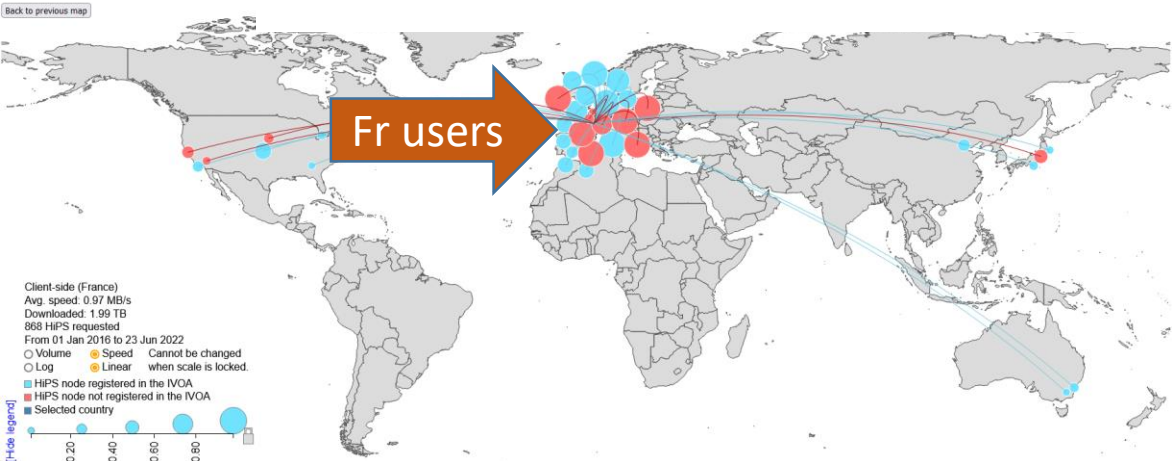 Back to previous map
Fr users
Client-side (France)
Avg. speed: 0.97 MB/s
Downloaded: 1.99 TB
868 HiPS requested
From 01 Jan 2016 to 23 Jun 2022
Volume Speed Cannot be changed
Log Linear when scale is locked.
HiPS node registered in the IVOA
HiPS node not registered in the IVOA
Selected country
[Hide legend]
0.20
0.40
0.60
0.80